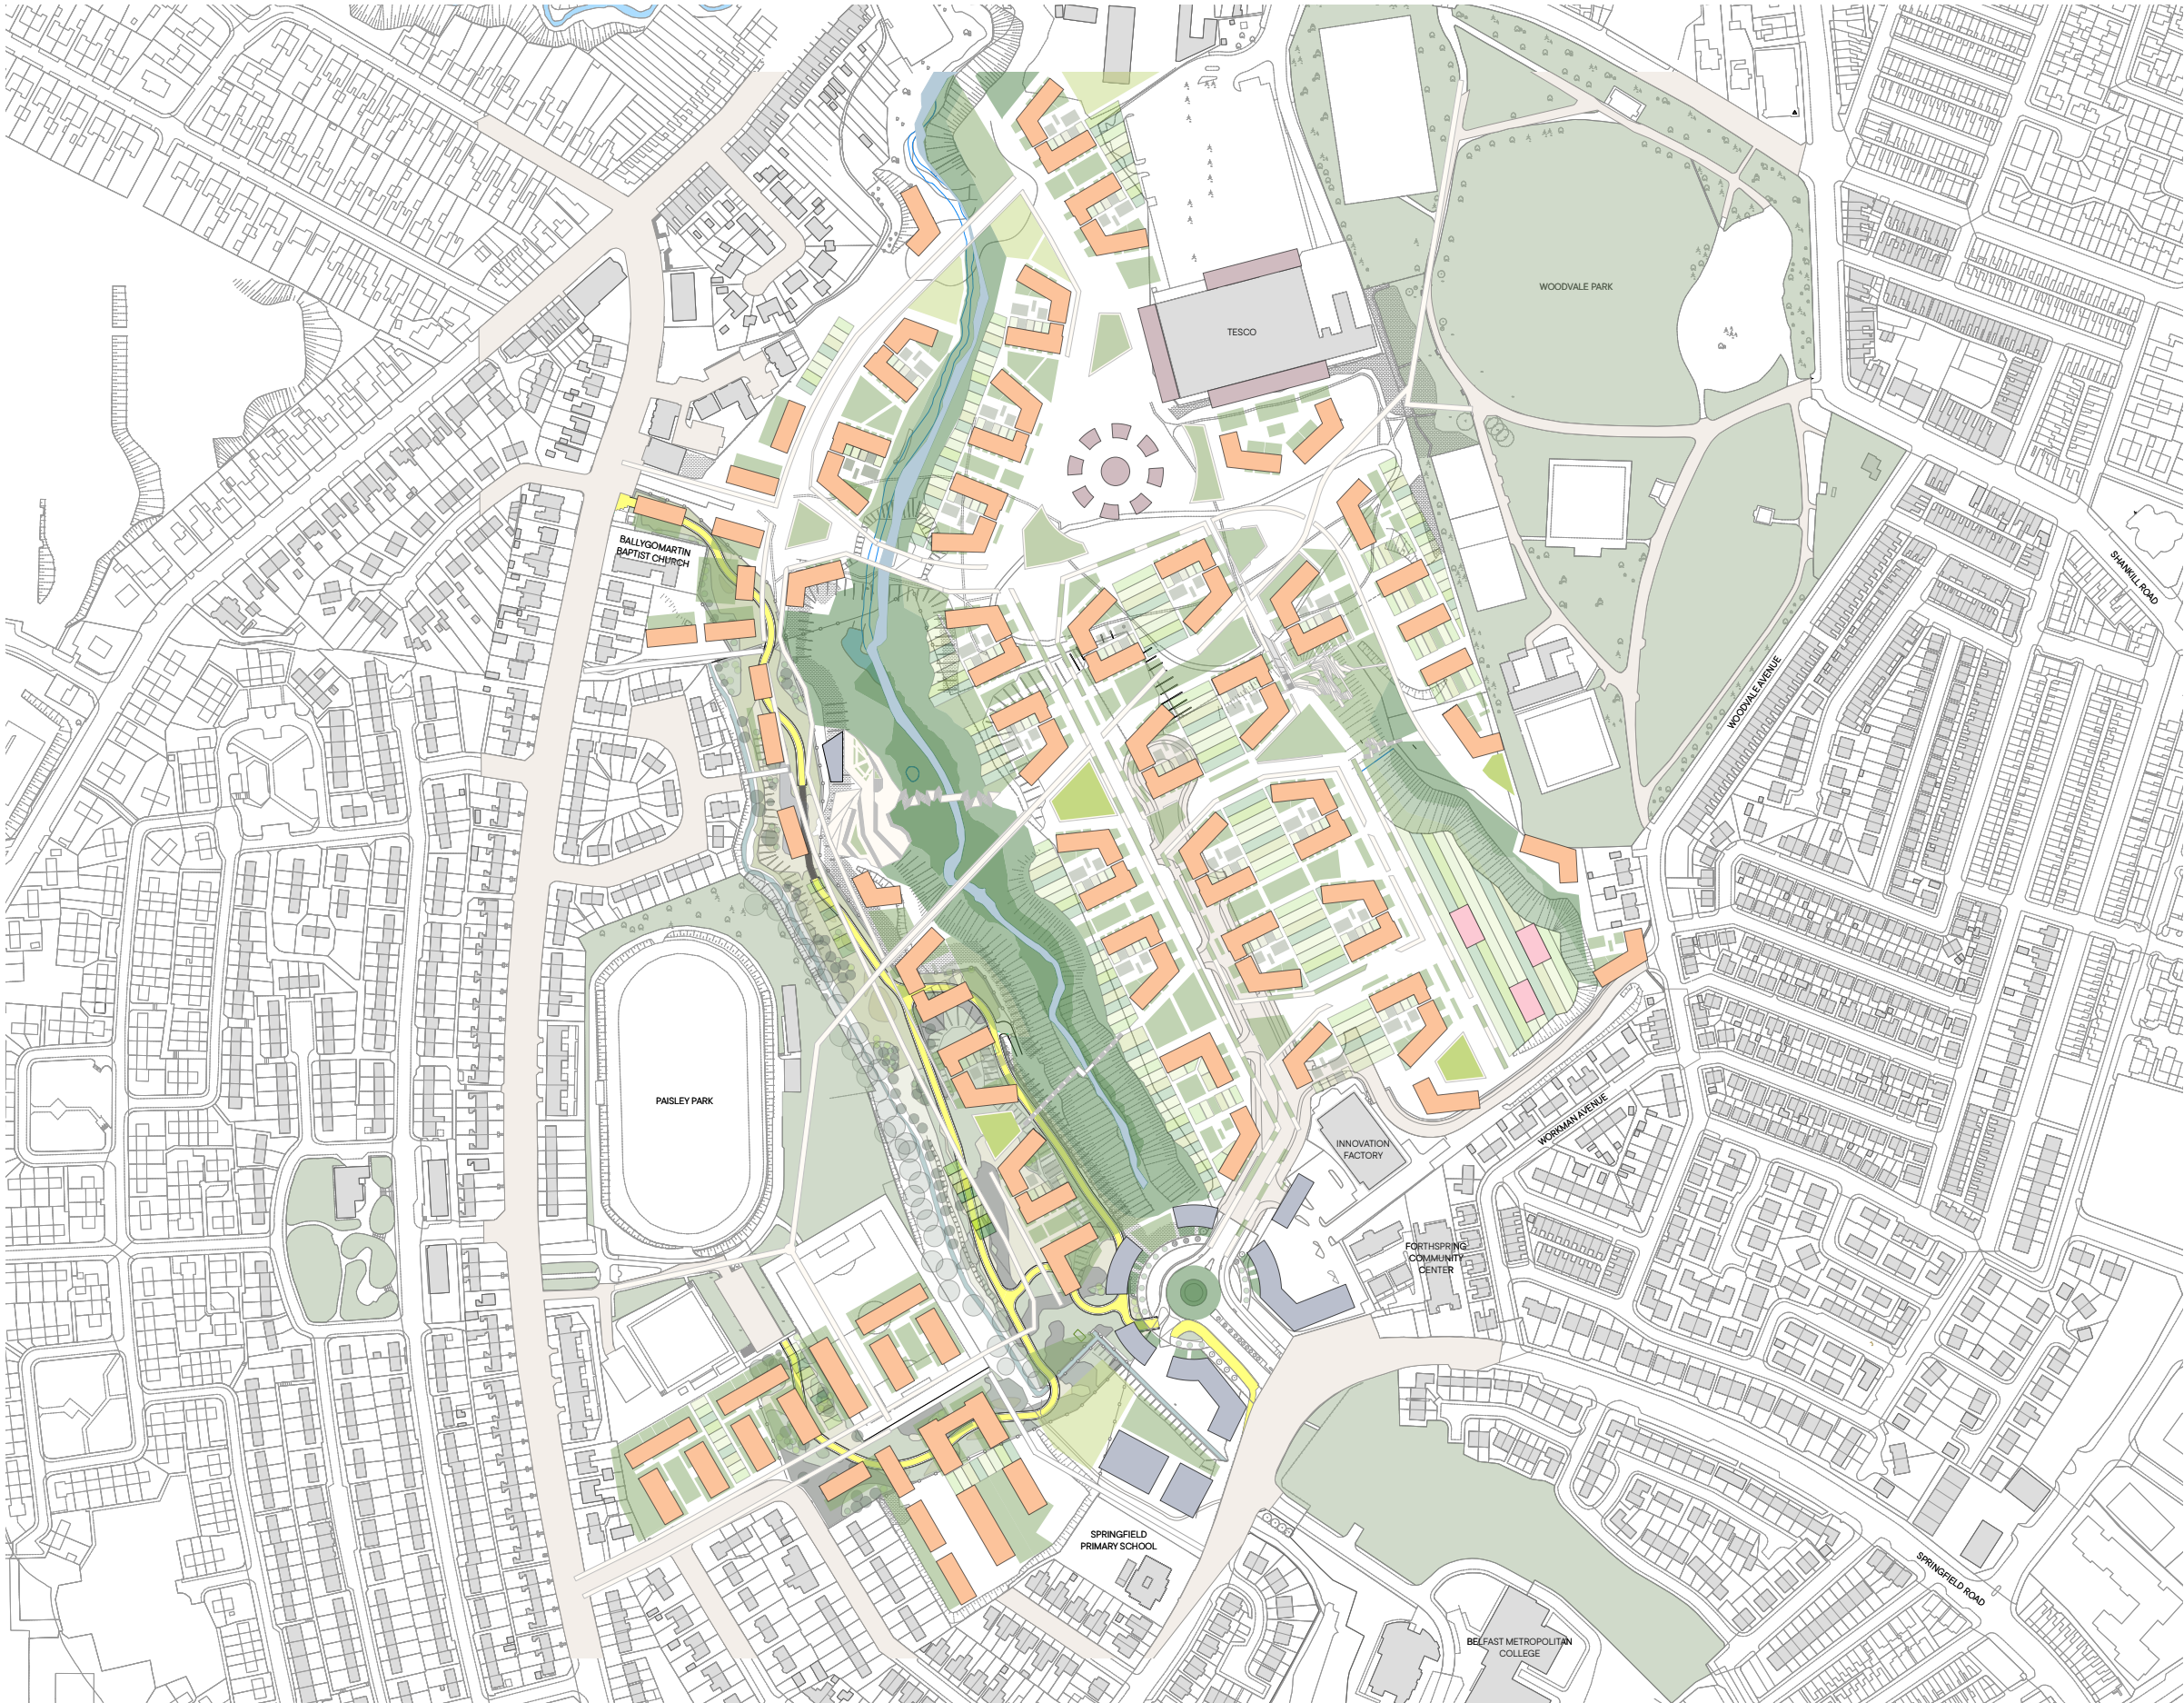 WOODVALE PARK
TESCO
BALLYGOMARTIN
BAPTIST CHURCH
SHANKILL ROAD
WOODVALE AVENUE
PAISLEY PARK
WORKMAN AVENUE
INNOVATION
FACTORY
FORTHSPRING
COMMUNITY
CENTER
SPRINGFIELD
PRIMARY SCHOOL
SPRINGFIELD ROAD
BELFAST METROPOLITAN
COLLEGE